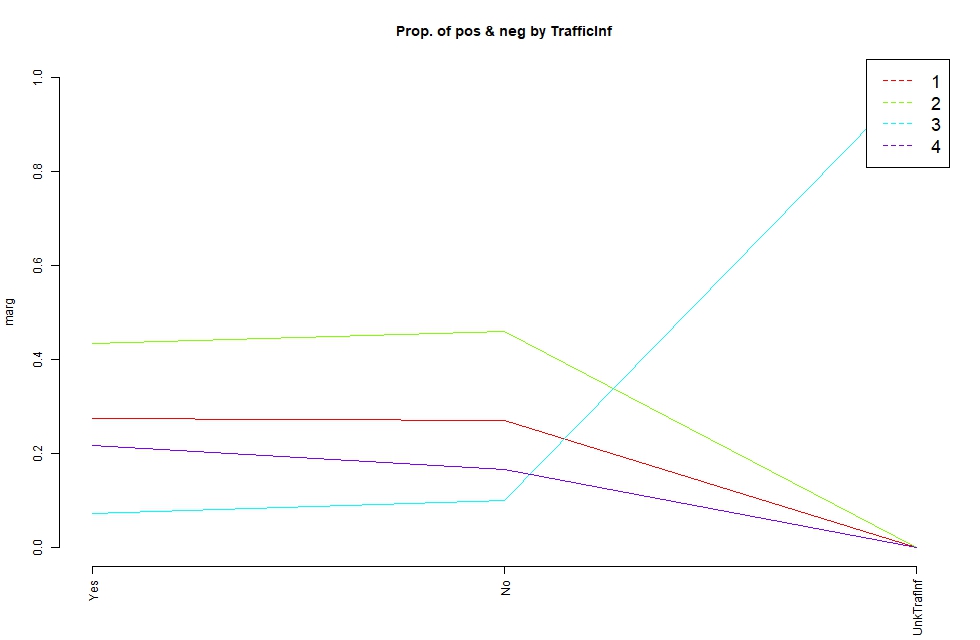 Prop. of pos & neg by TrafficInf
1
2
3
4
1.0
0.8
0.6
0.4
0.2
0.0
marg
Yes
No
UnkTrafInf